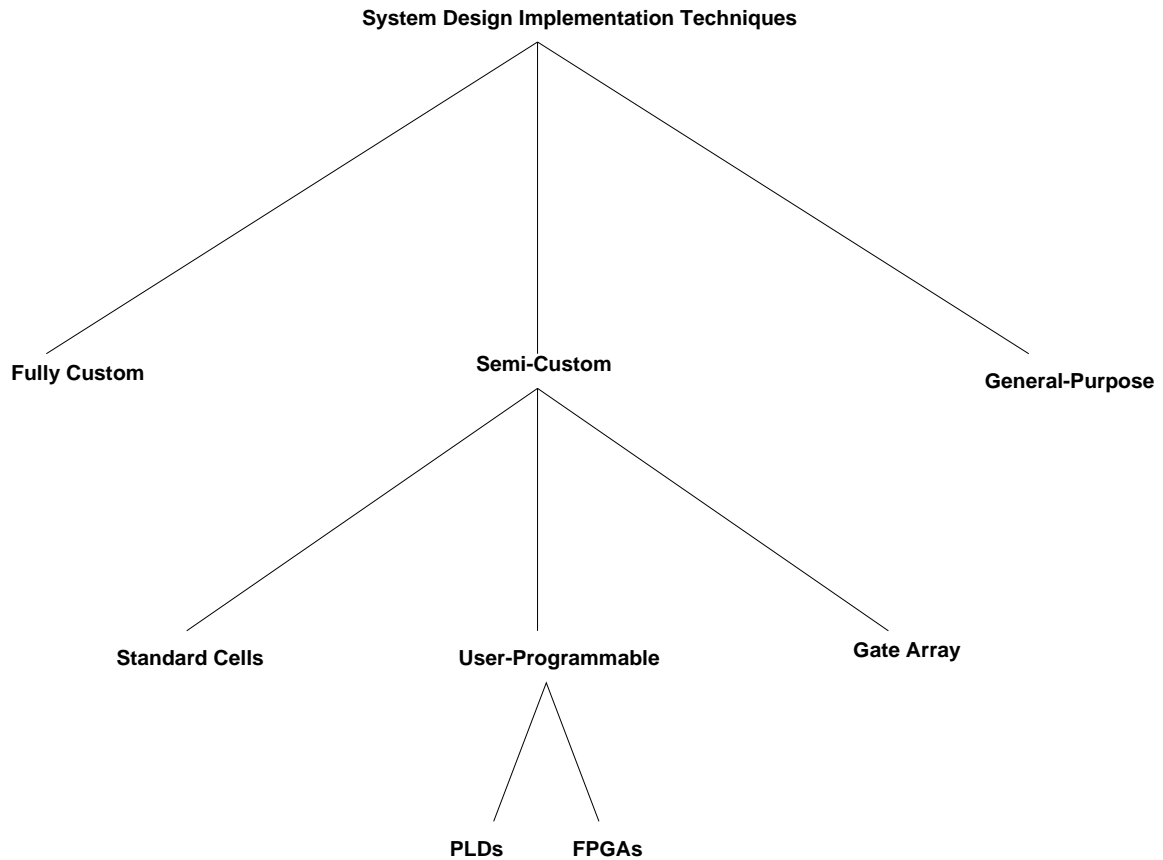 System Design Implementation Techniques
Fully Custom
Semi-Custom
General-Purpose
Standard Cells
User-Programmable
Gate Array
PLDs
FPGAs